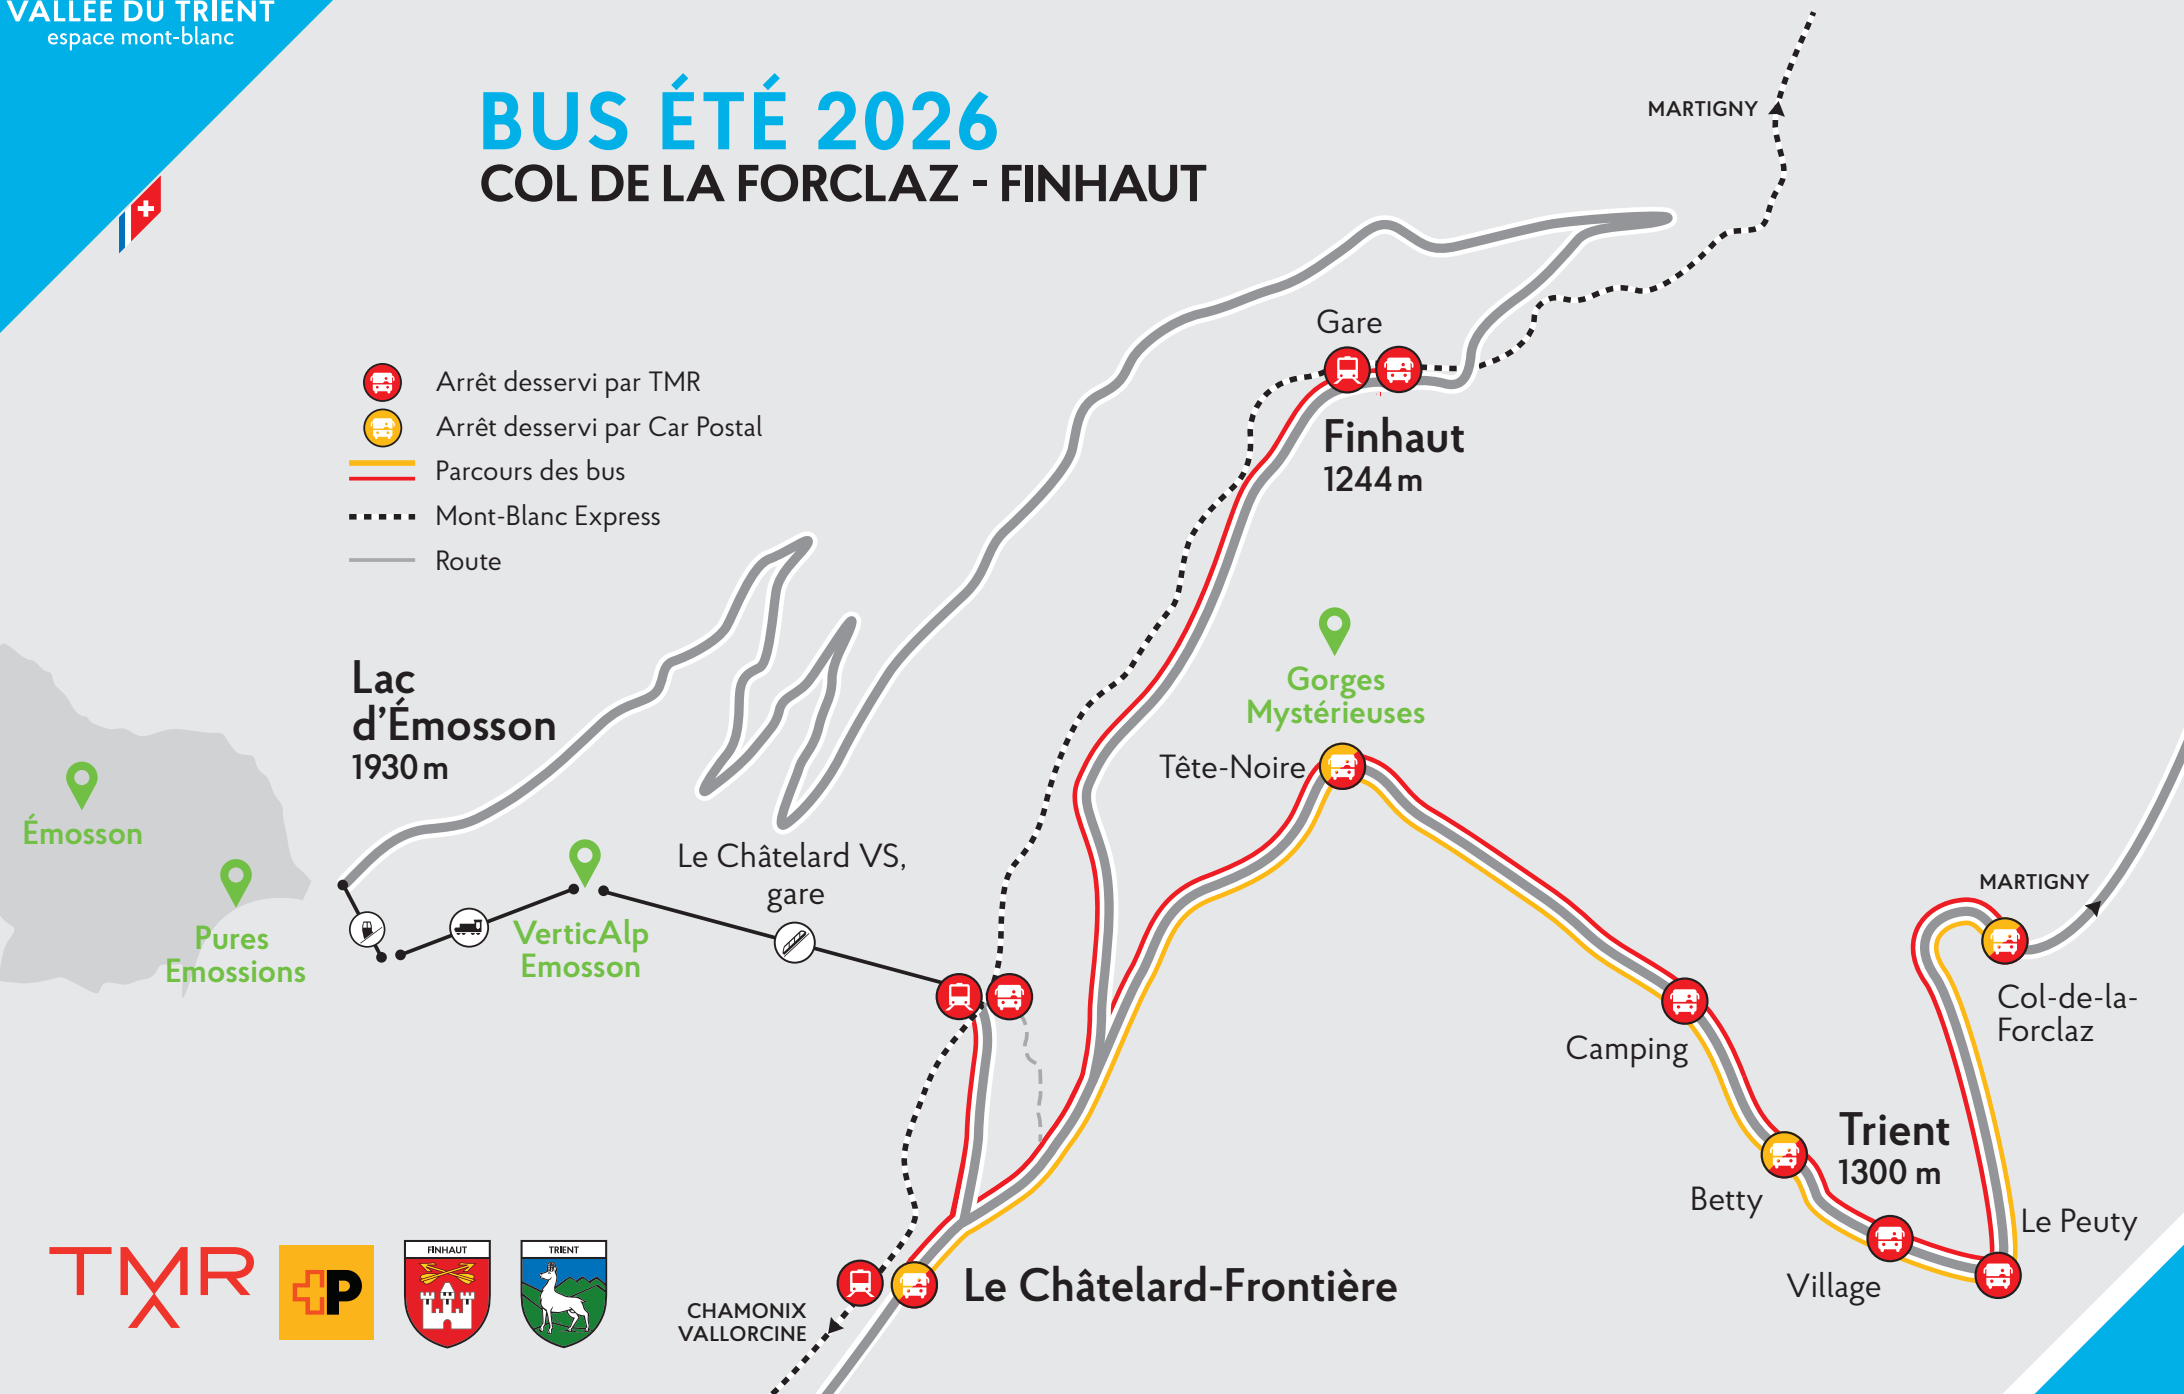 VALLÉE DU TRIENT
espace mont-blanc
BUS ÉTÉ 2026
COL DE LA FORCLAZ - FINHAUT
MARTIGNY
Gare
Finhaut
1244 m
Arrêt desservi par TMR
Arrêt desservi par Car Postal
Parcours des bus
Mont-Blanc Express
Route
Gorges
Mystérieuses
Tête-Noire
Lac
d'Émosson
1930 m
Émosson
Pures
Emossions
VerticAlp
Emosson
Le Châtelard VS,
gare
MARTIGNY
Col-de-la-
Forclaz
Camping
Trient
1300 m
Betty
Le Peuty
Village
Le Châtelard-Frontière
CHAMONIX
VALLORCINE
TMR
P
FINHAUT
TRIENT